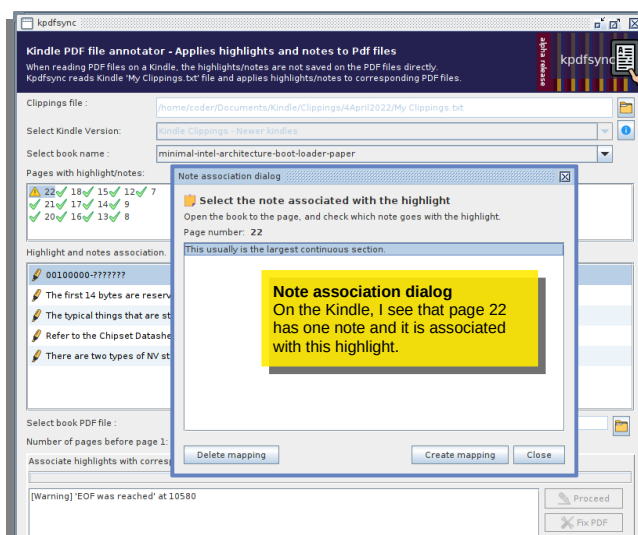 kpdfsync
Kindle PDF file annotator - Applies highlights and notes to Pdf files
When reading PDF files on a Kindle, the highlights/notes are not saved on the PDF files directly.
Kpdfsync reads Kindle 'My Clippings.txt' file and applies highlights/notes to corresponding PDF files.
alpha release
kpdfsync
Clippings file :
/home/coder/Documents/Kindle/Clippings/4April2022/My Clippings.txt
Select Kindle Version:
Kindle Clippings - Newer kindles
Select book name :
minimal-intel-architecture-boot-loader-paper
Pages with highlight/notes:
22 18 15 12 7
21 17 14 9
20 16 13 8
Highlight and notes association.
00100000-???????
The first 14 bytes are reserv
The typical things that are st
Refer to the Chipset Datashe
There are two types of NV st
Note association dialog
Select the note associated with the highlight
Open the book to the page, and check which note goes with the highlight.
Page number: 22
This usually is the largest continuous section.
Note association dialog
On the Kindle, I see that page 22
has one note and it is associated
with this highlight.
Delete mapping
Create mapping
Close
Select book PDF file :
Number of pages before page 1:
Associate highlights with corresp
[Warning] 'EOF was reached' at 10580
Proceed
Fix PDF